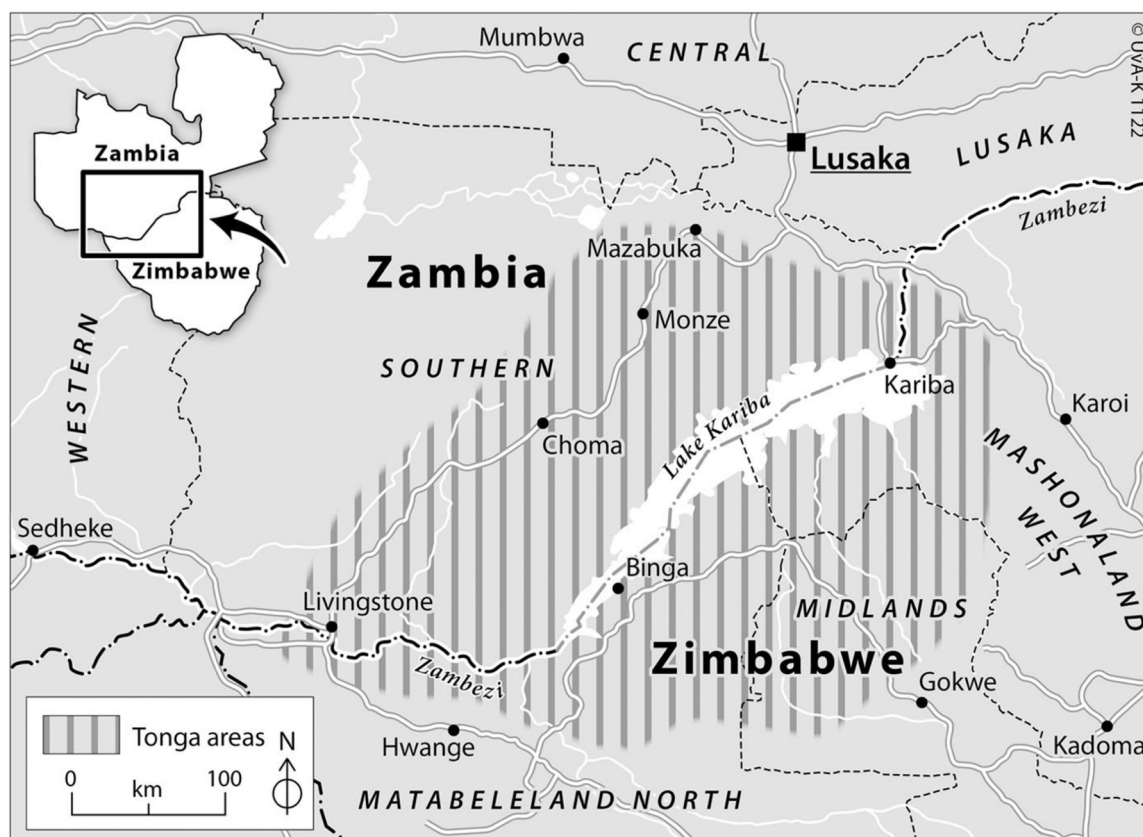 Mumbwa
CENTRAL
© UvA-K 1122
Zambia
Lusaka
LUSAKA
Zambezi
Zimbabwe
Mazabuka
Zambia
WESTERN
Monze
SOUTHERN
Kariba
Lake Kariba
Karoi
Choma
MASHONALAND
WEST
Sedheke
Binga
Livingstone
MIDLANDS
Zambezi
Zimbabwe
Gokwe
Tonga areas
N
Hwange
Kadoma
0 100
km
MATABELELAND NORTH